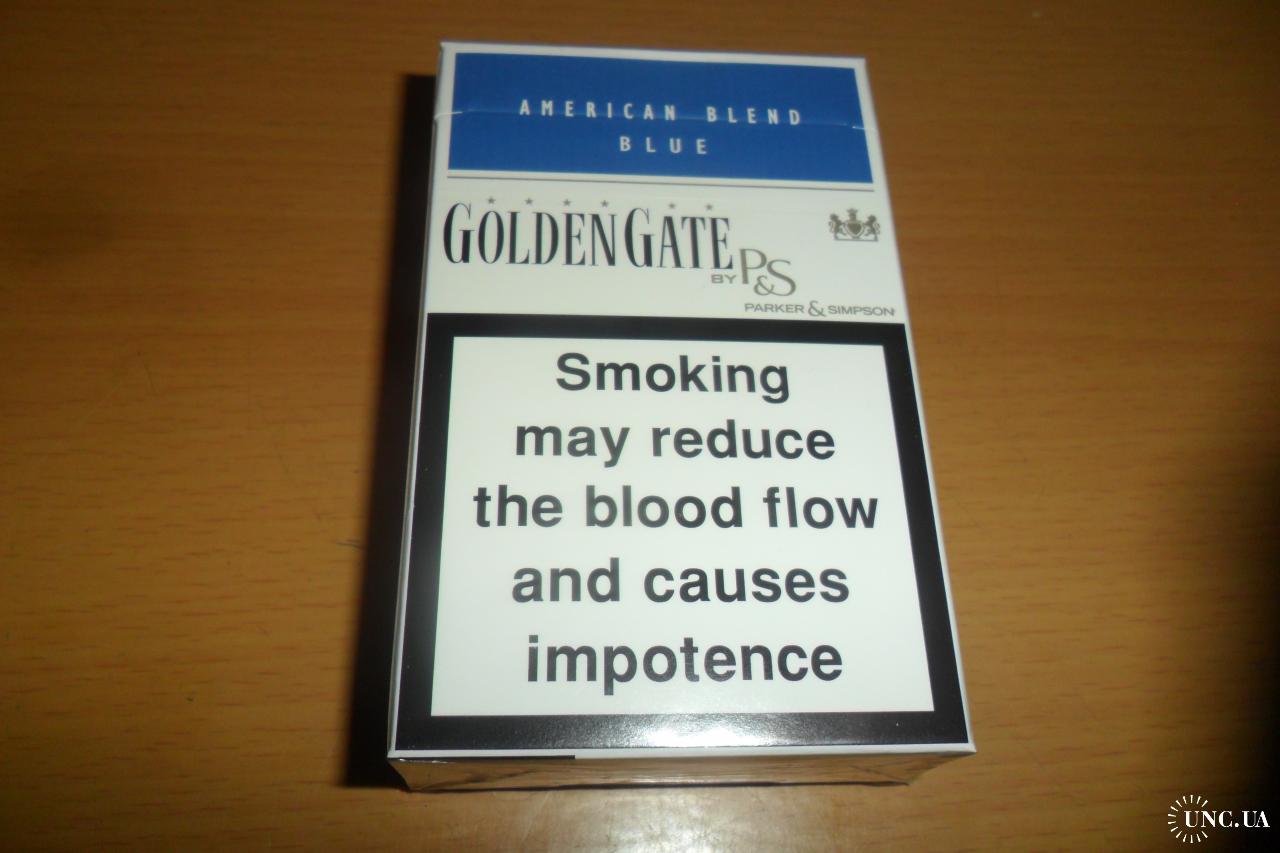 AMERICAN BLEND
BLUE
GOLDEN GATE
BY P&S
PARKER & SIMPSON
Smoking
may reduce
the blood flow
and causes
impotence
UNC.UA